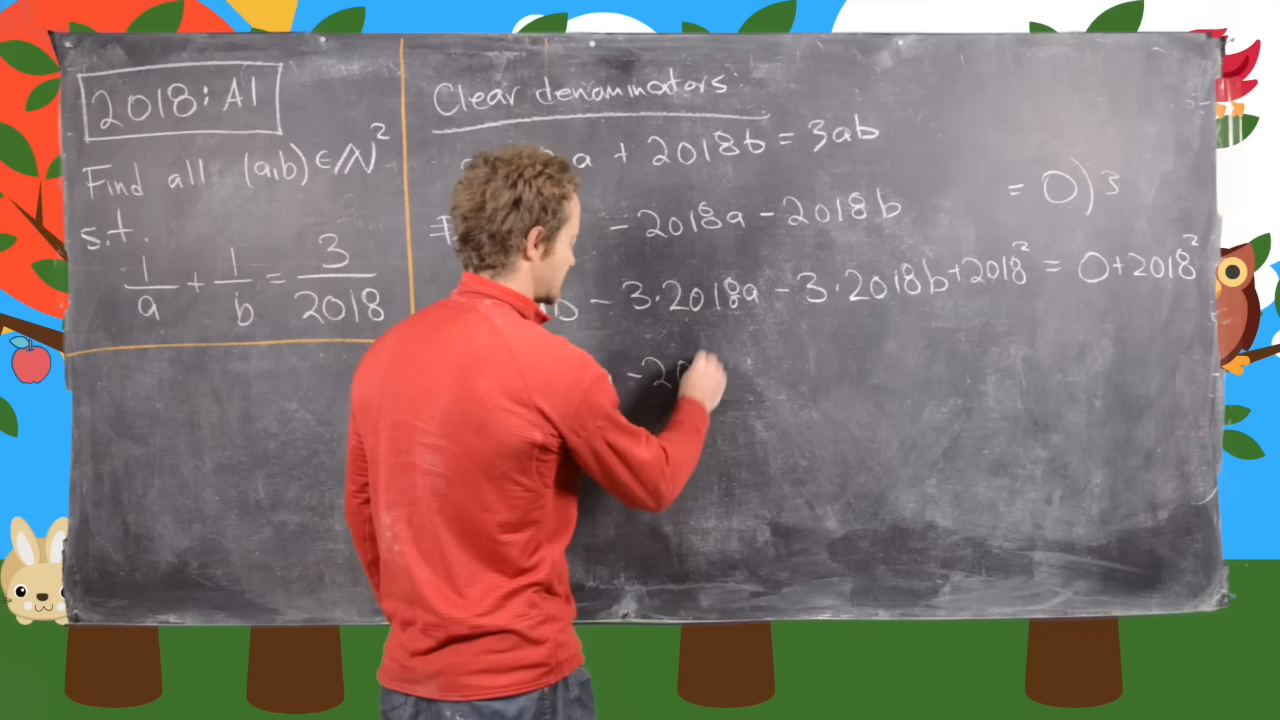 2018: A1
Find all (a,b) ∈ ℕ²
s.t.
1/a + 1/b = 3/2018
Clear denominators:
a + 2018b = 3ab
- 2018a - 2018b = 0) 3
b - 3·2018a - 3·2018b + 2018² = 0 + 2018²
- 20